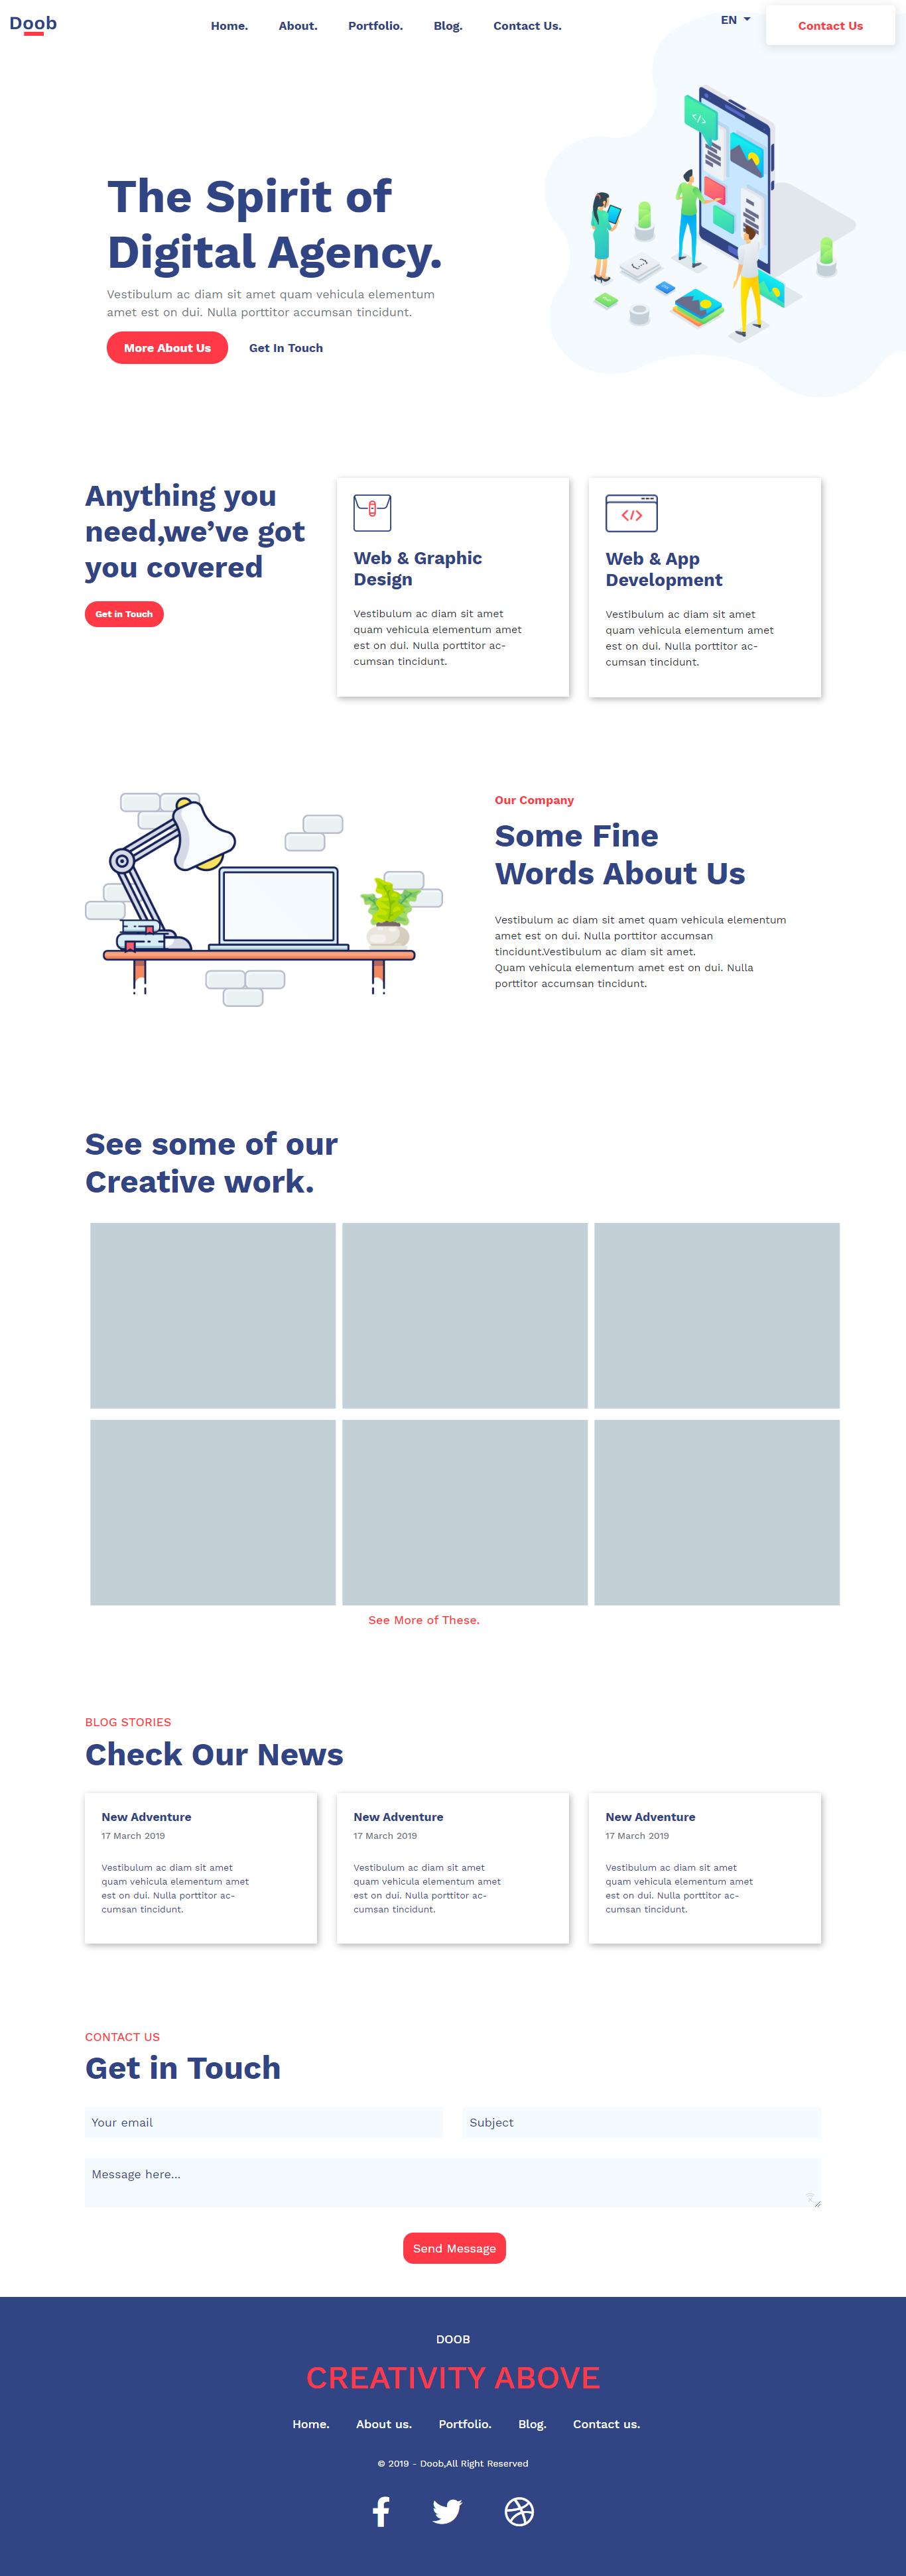 Doob
Home. About. Portfolio. Blog. Contact Us. EN Contact Us
The Spirit of
Digital Agency.
Vestibulum ac diam sit amet quam vehicula elementum
amet est on dui. Nulla porttitor accumsan tincidunt.
More About Us Get In Touch
</>
{...}
Anything you
need,we’ve got
you covered
Get in Touch
Web & Graphic
Design
Vestibulum ac diam sit amet
quam vehicula elementum amet
est on dui. Nulla porttitor ac-
cumsan tincidunt.
</>
Web & App
Development
Vestibulum ac diam sit amet
quam vehicula elementum amet
est on dui. Nulla porttitor ac-
cumsan tincidunt.
Our Company
Some Fine
Words About Us
Vestibulum ac diam sit amet quam vehicula elementum
amet est on dui. Nulla porttitor accumsan
tincidunt.Vestibulum ac diam sit amet.
Quam vehicula elementum amet est on dui. Nulla
porttitor accumsan tincidunt.
See some of our
Creative work.
See More of These.
BLOG STORIES
Check Our News
New Adventure
17 March 2019
Vestibulum ac diam sit amet
quam vehicula elementum amet
est on dui. Nulla porttitor ac-
cumsan tincidunt.
New Adventure
17 March 2019
Vestibulum ac diam sit amet
quam vehicula elementum amet
est on dui. Nulla porttitor ac-
cumsan tincidunt.
New Adventure
17 March 2019
Vestibulum ac diam sit amet
quam vehicula elementum amet
est on dui. Nulla porttitor ac-
cumsan tincidunt.
CONTACT US
Get in Touch
Your email Subject
Message here...
Send Message
DOOB
CREATIVITY ABOVE
Home. About us. Portfolio. Blog. Contact us.
© 2019 - Doob,All Right Reserved